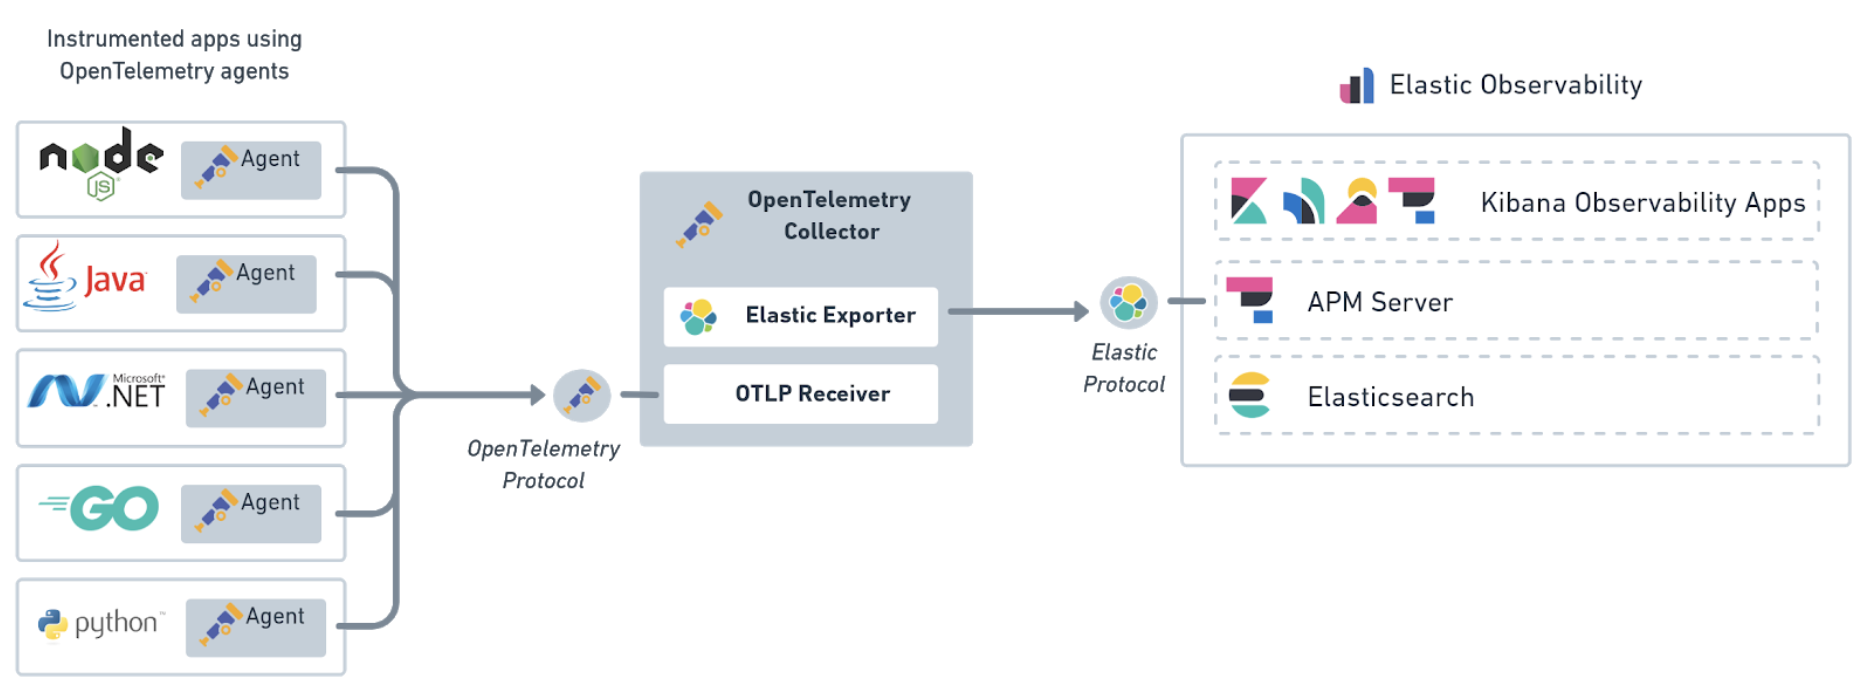 Instrumented apps using
OpenTelemetry agents
node
JS
Agent
Java
Agent
Microsoft®
.NET
Agent
GO
Agent
python™
Agent
OpenTelemetry
Protocol
OpenTelemetry
Collector
Elastic Exporter
OTLP Receiver
Elastic
Protocol
Elastic Observability
Kibana Observability Apps
APM Server
Elasticsearch